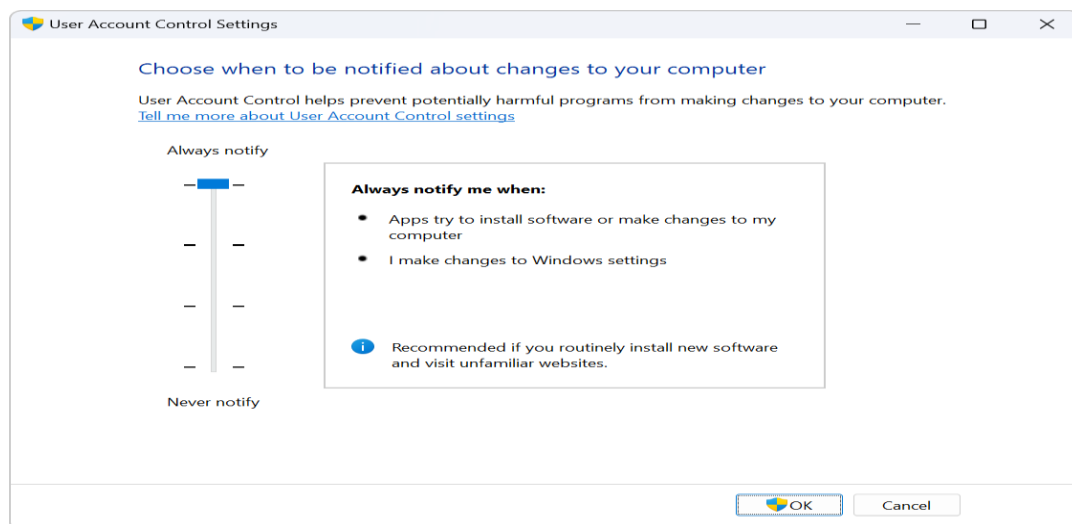 User Account Control Settings
Choose when to be notified about changes to your computer
User Account Control helps prevent potentially harmful programs from making changes to your computer.
Tell me more about User Account Control settings
Always notify
Always notify me when:
Apps try to install software or make changes to my
computer
I make changes to Windows settings
Recommended if you routinely install new software
and visit unfamiliar websites.
Never notify
OK
Cancel